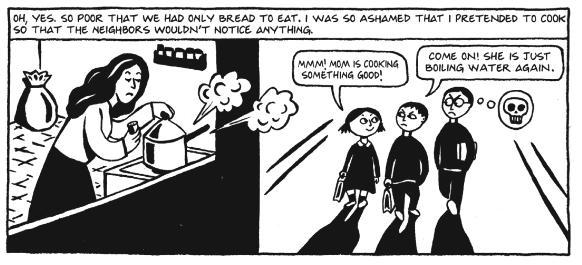 OH, YES. SO POOR THAT WE HAD ONLY BREAD TO EAT. I WAS SO ASHAMED THAT I PRETENDED TO COOK
SO THAT THE NEIGHBORS WOULDN'T NOTICE ANYTHING.
MMM! MOM IS COOKING
SOMETHING GOOD!
COME ON! SHE IS JUST
BOILING WATER AGAIN.